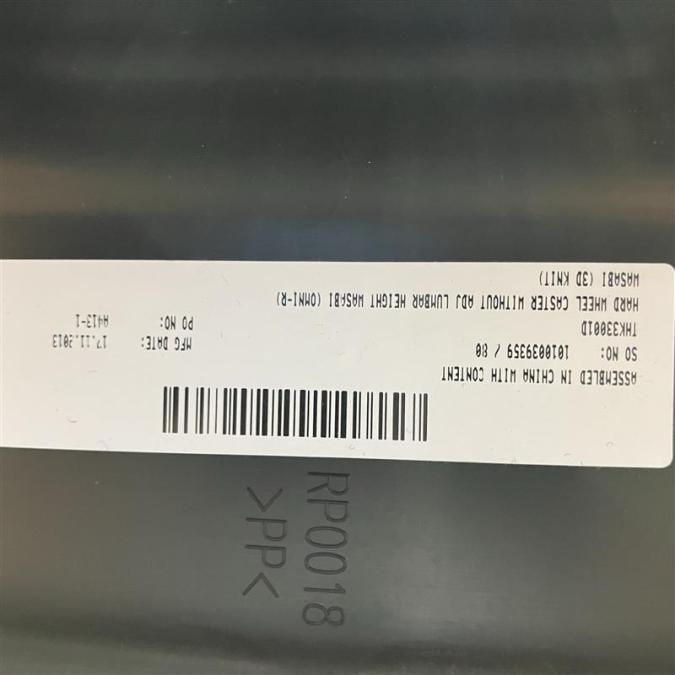 ASSEMBLED IN CHINA WITH CONTENT
SO NO: 1010039359 / 80 MFG DATE: 17.11.2013
THK33001D PO NO: A413-1
HARD WHEEL CASTER WITHOUT ADJ LUMBAR HEIGHT WASABI (OMNI-R)
WASABI (3D KNIT)
RP0018
>PP<